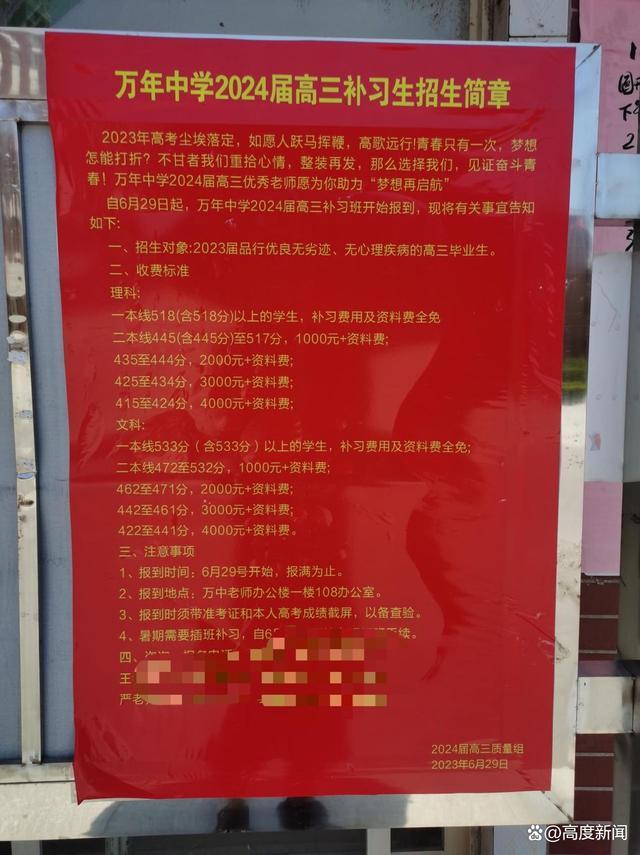 万年中学2024届高三补习生招生简章
2023年高考尘埃落定，如愿人跃马挥鞭，高歌远行!青春只有一次，梦想
怎能打折？不甘者我们重拾心情，整装再发，那么选择我们，见证奋斗青
春！万年中学2024届高三优秀老师愿为你助力“梦想再启航”
自6月29日起，万年中学2024届高三补习班开始报到，现将有关事宜告知
如下：
一、招生对象:2023届品行优良无劣迹、无心理疾病的高三毕业生。
二、收费标准
理科:
一本线518(含518分)以上的学生，补习费用及资料费全免
二本线445(含445分)至517分，1000元+资料费;
435至444分，2000元+资料费;
425至434分，3000元+资料费;
415至424分，4000元+资料费;
文科:
一本线533分（含533分）以上的学生，补习费用及资料费全免;
二本线472至532分，1000元+资料费;
462至471分，2000元+资料费;
442至461分，3000元+资料费;
422至441分，4000元+资料费。
三、注意事项
1、报到时间：6月29号开始，报满为止。
2、报到地点：万中老师办公楼一楼108办公室。
3、报到时须带准考证和本人高考成绩截屏，以备查验。
4、暑期需要插班补习，自6 续。
四、咨询
王
严老
2024届高三质量组
2023年6月29日
1
圆
下
2
@高度新闻